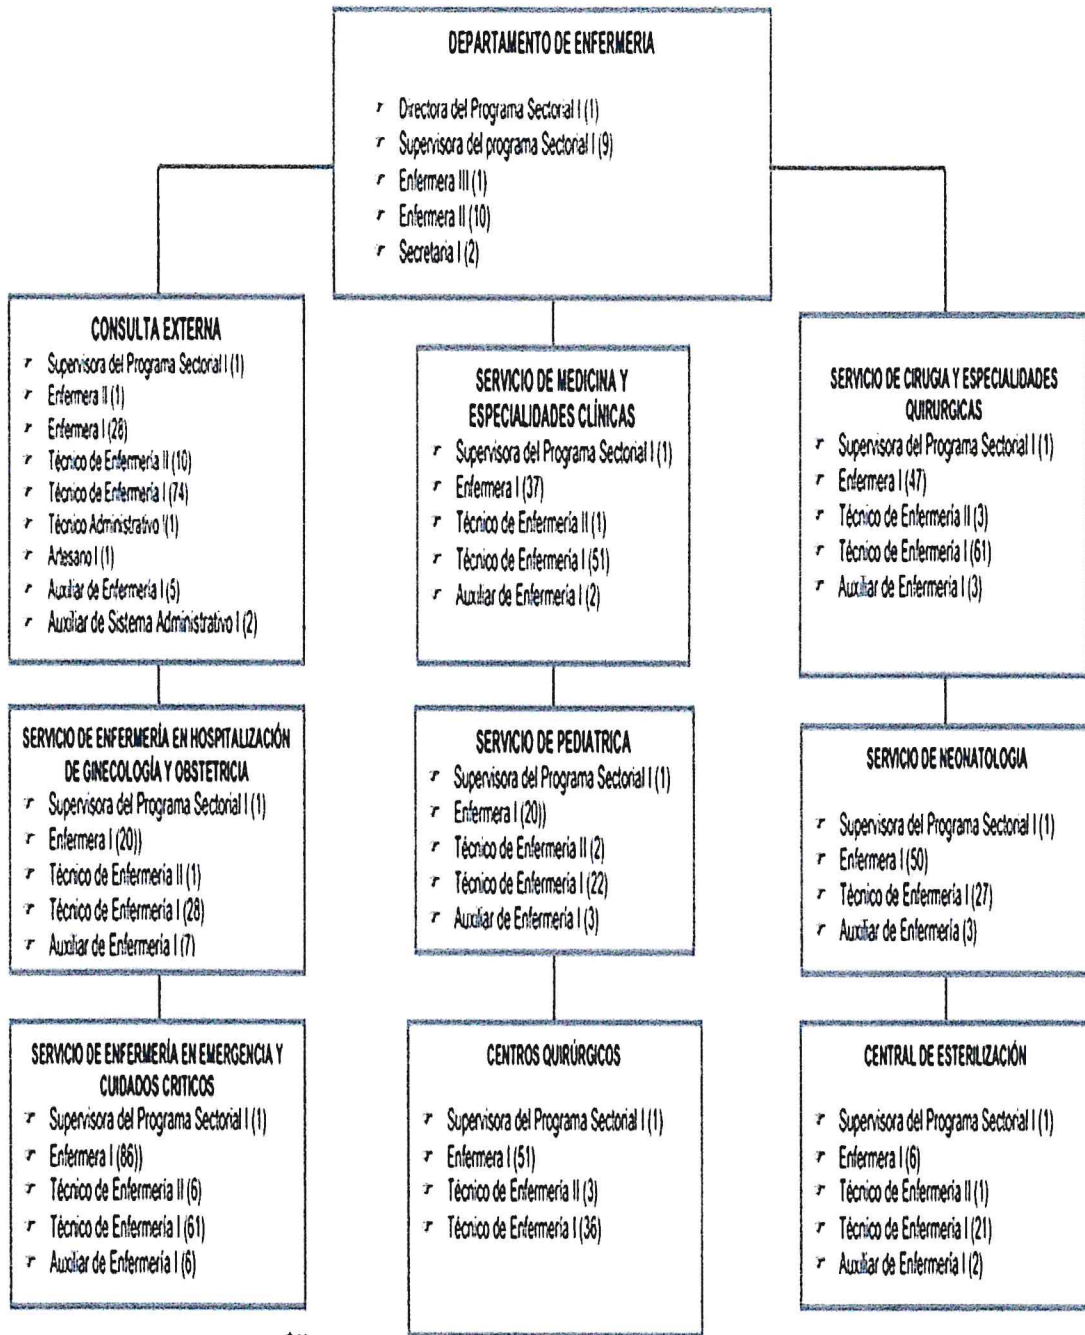 DEPARTAMENTO DE ENFERMERIA
Directora del Programa Sectorial I (1)
Supervisora del programa Sectorial I (9)
Enfermera III (1)
Enfermera II (10)
Secretaria I (2)
CONSULTA EXTERNA
Supervisora del Programa Sectorial I (1)
Enfermera II (1)
Enfermera I (28)
Técnico de Enfermería II (10)
Técnico de Enfermería I (74)
Técnico Administrativo I (1)
Artesano I (1)
Auxiliar de Enfermería I (5)
Auxiliar de Sistema Administrativo I (2)
SERVICIO DE MEDICINA Y
ESPECIALIDADES CLÍNICAS
Supervisora del Programa Sectorial I (1)
Enfermera I (37)
Técnico de Enfermería II (1)
Técnico de Enfermería I (51)
Auxiliar de Enfermería I (2)
SERVICIO DE CIRUGIA Y ESPECIALIDADES
QUIRURGICAS
Supervisora del Programa Sectorial I (1)
Enfermera I (47)
Técnico de Enfermería II (3)
Técnico de Enfermería I (61)
Auxiliar de Enfermería I (3)
SERVICIO DE ENFERMERÍA EN HOSPITALIZACIÓN
DE GINECOLOGÍA Y OBSTETRICIA
Supervisora del Programa Sectorial I (1)
Enfermera I (20))
Técnico de Enfermería II (1)
Técnico de Enfermería I (28)
Auxiliar de Enfermería I (7)
SERVICIO DE PEDIATRICA
Supervisora del Programa Sectorial I (1)
Enfermera I (20))
Técnico de Enfermería II (2)
Técnico de Enfermería I (22)
Auxiliar de Enfermería I (3)
SERVICIO DE NEONATOLOGIA
Supervisora del Programa Sectorial I (1)
Enfermera I (50)
Técnico de Enfermería I (27)
Auxiliar de Enfermería (3)
SERVICIO DE ENFERMERÍA EN EMERGENCIA Y
CUIDADOS CRITICOS
Supervisora del Programa Sectorial I (1)
Enfermera I (86))
Técnico de Enfermería II (6)
Técnico de Enfermería I (61)
Auxiliar de Enfermería I (6)
CENTROS QUIRÚRGICOS
Supervisora del Programa Sectorial I (1)
Enfermera I (51)
Técnico de Enfermería II (3)
Técnico de Enfermería I (36)
CENTRAL DE ESTERILIZACIÓN
Supervisora del Programa Sectorial I (1)
Enfermera I (6)
Técnico de Enfermería II (1)
Técnico de Enfermería I (21)
Auxiliar de Enfermería I (2)